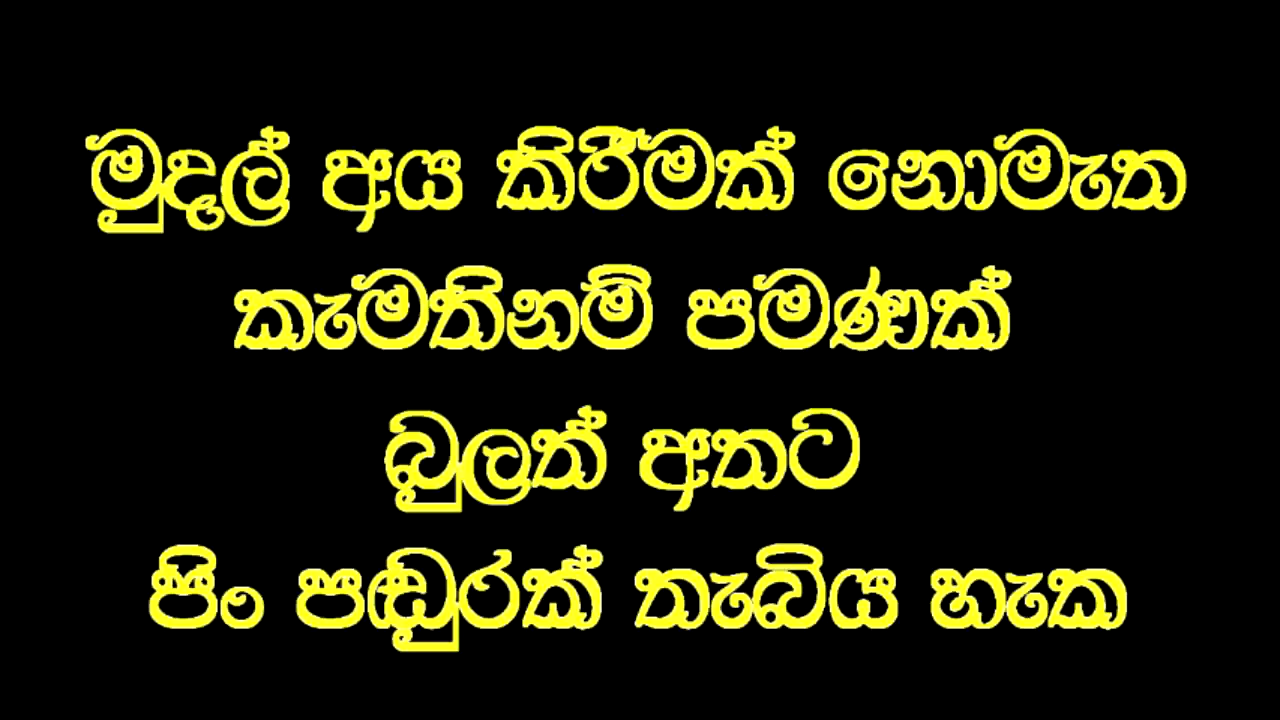 මුදල් අය කිරීමක් නොමැත
කැමතිනම් පමණක්
බුලත් අතට
පිං පඬුරක් තැබිය හැක